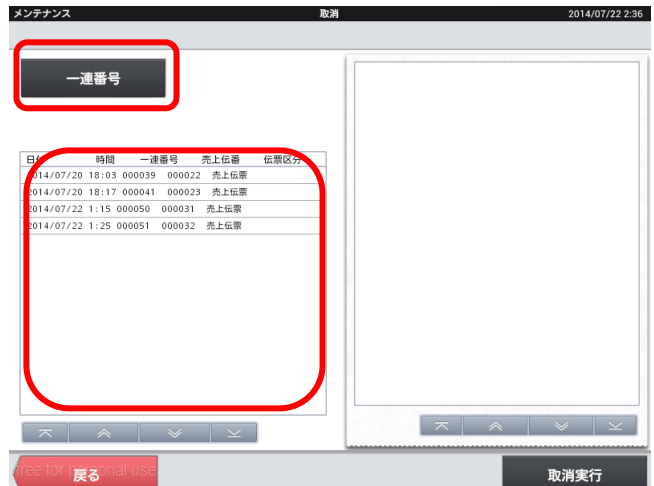 メンテナンス 取消 2014/07/22 2:36
一連番号
時間 一連番号 売上伝番 伝票区分
2014/07/20 18:03 000039 000022 売上伝票
2014/07/20 18:17 000041 000023 売上伝票
2014/07/22 1:15 000050 000031 売上伝票
2014/07/22 1:25 000051 000032 売上伝票
戻る 取消実行